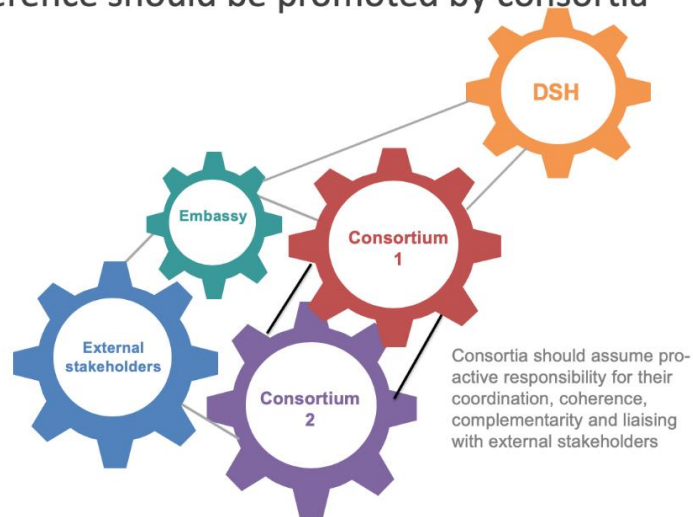 should be promoted by consortia
DSH
Embassy
Consortium
1
External
stakeholders
Consortium
2
Consortia should assume pro-
active responsibility for their
coordination, coherence,
complementarity and liaising
with external stakeholders